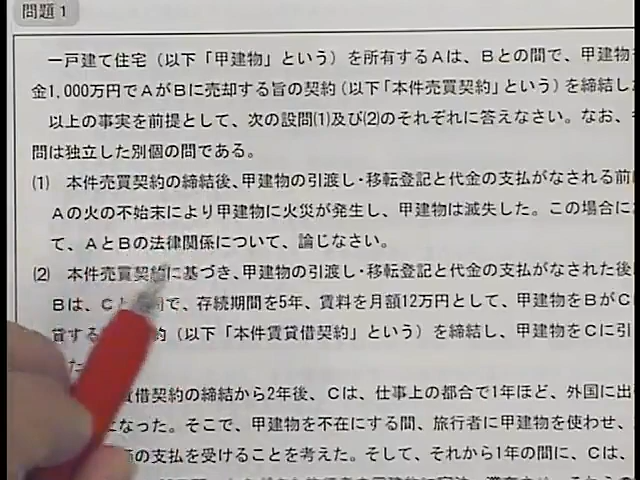 問題1
一戸建て住宅（以下「甲建物」という）を所有するAは、Bとの間で、甲建物
金1,000万円でAがBに売却する旨の契約（以下「本件売買契約」という）を締結し
以上の事実を前提として、次の設問(1)及び(2)のそれぞれに答えなさい。なお、
問は独立した別個の問である。
(1) 本件売買契約の締結後、甲建物の引渡し・移転登記と代金の支払がなされる前
Aの火の不始末により甲建物に火災が発生し、甲建物は滅失した。この場合に
て、AとBの法律関係について、論じなさい。
(2) 本件売買契約に基づき、甲建物の引渡し・移転登記と代金の支払がなされた後
Bは、Cと で、存続期間を5年、賃料を月額12万円として、甲建物をBがC
貸する 約（以下「本件賃貸借契約」という）を締結し、甲建物をCに引
た
貸借契約の締結から2年後、Cは、仕事上の都合で1年ほど、外国に出
になった。そこで、甲建物を不在にする間、旅行者に甲建物を使わせ、
の支払を受けることを考えた。そして、それから1年の間に、Cは、